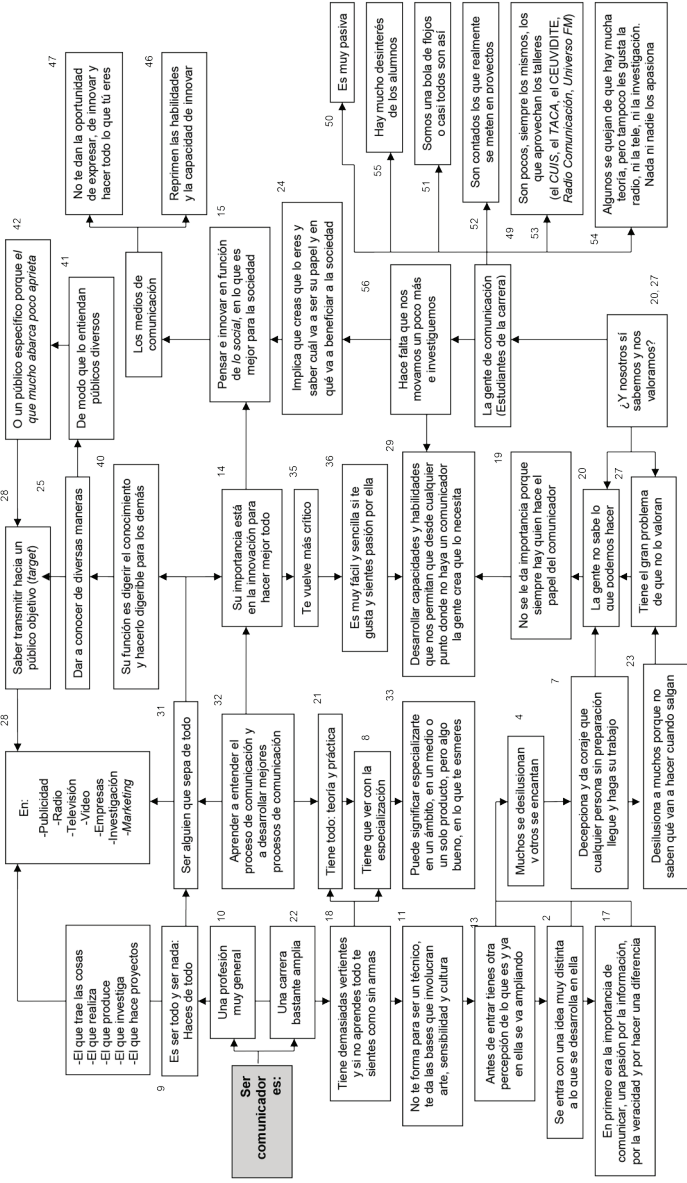 Ser
comunicador
es:
-El que trae las cosas
-El que realiza
-El que produce
-El que investiga
-El que hace proyectos
9
Es ser todo y ser nada:
Haces de todo
10
Una profesión
muy general
22
Una carrera
bastante amplia
18
Tiene demasiadas vertientes
y si no aprendes todo te
sientes como sin armas
11
No te forma para ser un técnico,
te da las bases que involucran
arte, sensibilidad y cultura
13
Antes de entrar tienes otra
percepción de lo que es y ya
en ella se va ampliando
2
Se entra con una idea muy distinta
a lo que se desarrolla en ella
17
En primero era la importancia de
comunicar, una pasión por la información,
por la veracidad y por hacer una diferencia
28
En:
-Publicidad
-Radio
-Televisión
-Video
-Empresas
-Investigación
-Marketing
31
Ser alguien que sepa de todo
32
Aprender a entender el
proceso de comunicación y
a desarrollar mejores
procesos de comunicación
21
Tiene todo: teoría y práctica
8
Tiene que ver con la
especialización
33
Puede significar especializarte
en un ámbito, en un medio o
un solo producto, pero algo
bueno, en lo que te esmeres
4
Muchos se desilusionan
y otros se encantan
7
Decepciona y da coraje que
cualquier persona sin preparación
llegue y haga su trabajo
23
Desilusiona a muchos porque no
saben qué van a hacer cuando salgan
28
25
Saber transmitir hacia un
público objetivo (target)
Dar a conocer de diversas maneras
40
Su función es digerir el conocimiento
y hacerlo digerible para los demás
14
Su importancia está
en la innovación para
hacer mejor todo
35
Te vuelve más crítico
36
Es muy fácil y sencilla si te
gusta y sientes pasión por ella
29
Desarrollar capacidades y habilidades
que nos permitan que desde cualquier
punto donde no haya un comunicador
la gente crea que lo necesita
19
No se le da importancia porque
siempre hay quien hace el
papel del comunicador
20
La gente no sabe lo
que podemos hacer
27
Tiene el gran problema
de que no lo valoran
42
O un público específico porque el
que mucho abarca poco aprieta
41
De modo que lo entiendan
públicos diversos
Los medios de
comunicación
15
Pensar e innovar en función
de lo social, en lo que es
mejor para la sociedad
24
Implica que creas que lo eres y
saber cuál va a ser su papel y en
qué va a beneficiar a la sociedad
56
Hace falta que nos
movamos un poco más
e investiguemos
La gente de comunicación
(Estudiantes de la carrera)
20, 27
¿Y nosotros sí
sabemos y nos
valoramos?
47
No te dan la oportunidad
de expresar, de innovar y
hacer todo lo que tú eres
46
Reprimen las habilidades
y la capacidad de innovar
50
Es muy pasiva
55
Hay mucho desinterés
de los alumnos
51
Somos una bola de flojos
o casi todos son así
52
Son contados los que realmente
se meten en proyectos
49
53
Son pocos, siempre los mismos, los
que aprovechan los talleres
(el CUIS, el TACA, el CEUVIDITE,
Radio Comunicación, Universo FM)
54
Algunos se quejan de que hay mucha
teoría, pero tampoco les gusta la
radio, ni la tele, ni la investigación.
Nada ni nadie los apasiona